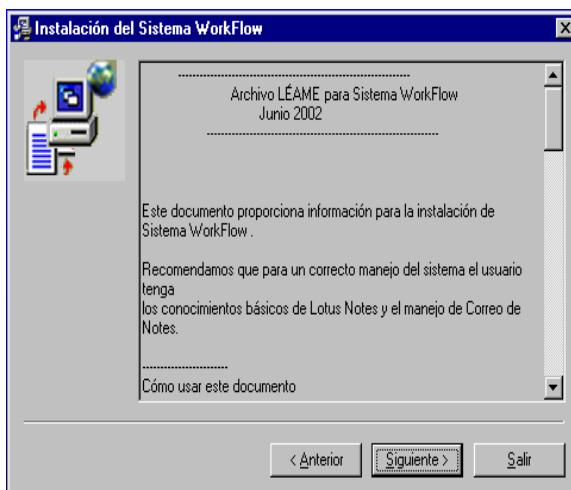 Instalación del Sistema WorkFlow
--------------------------------------------------------------
Archivo LÉAME para Sistema WorkFlow
Junio 2002
--------------------------------------------------------------
Este documento proporciona información para la instalación de
Sistema WorkFlow .
Recomendamos que para un correcto manejo del sistema el usuario
tenga
los conocimientos básicos de Lotus Notes y el manejo de Correo de
Notes.
-----------------------
Cómo usar este documento
< Anterior
Siguiente >
Salir